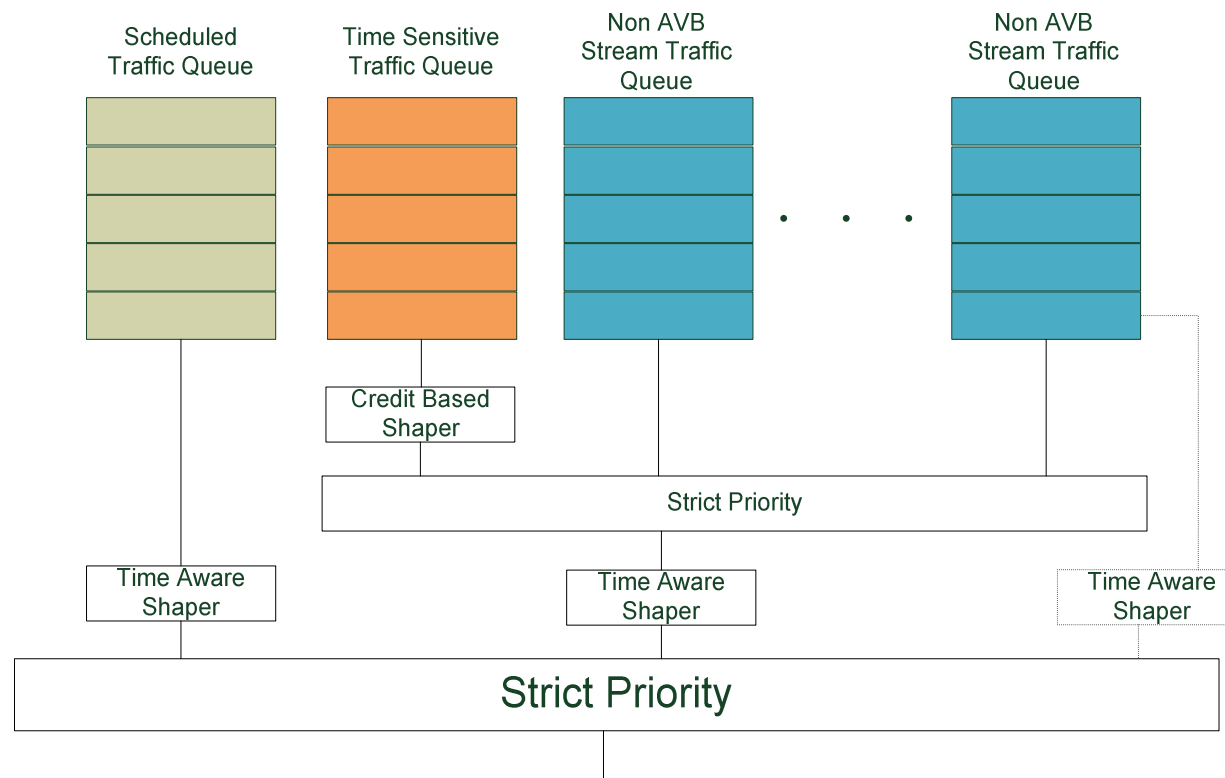 Scheduled
Traffic Queue
Time Sensitive
Traffic Queue
Non AVB
Stream Traffic
Queue
Non AVB
Stream Traffic
Queue
Credit Based
Shaper
Strict Priority
Time Aware
Shaper
Time Aware
Shaper
Time Aware
Shaper
Strict Priority